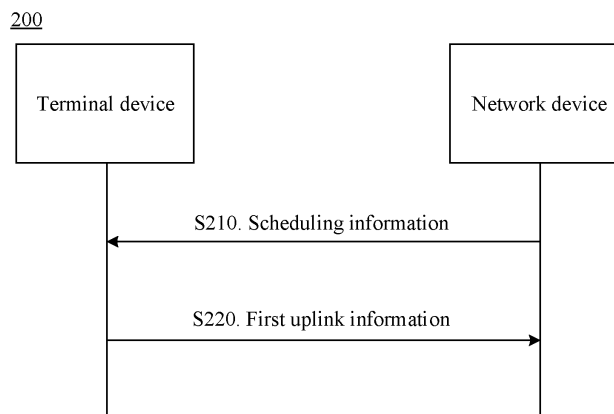 200
Terminal device
Network device
S210. Scheduling information
S220. First uplink information